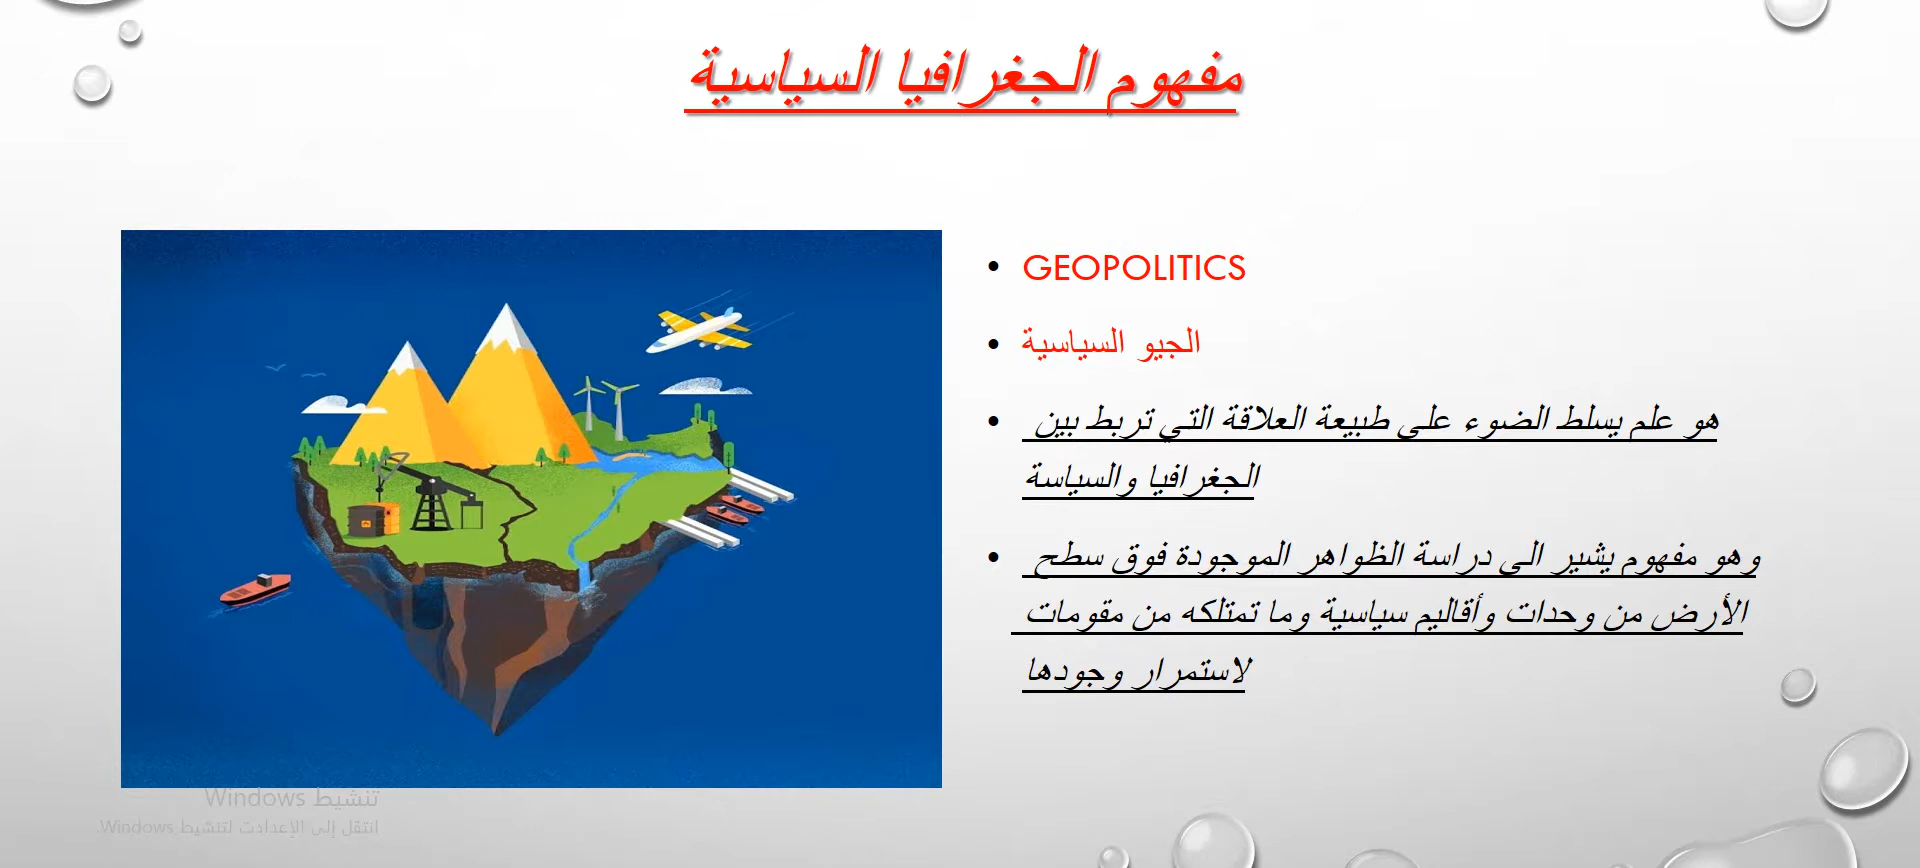 مفهوم الجغرافيا السياسية
• GEOPOLITICS
• الجيو السياسية
• هو علم يسلط الضوء على طبيعة العلاقة التي تربط بين
الجغرافيا والسياسة
• وهو مفهوم يشير الى دراسة الظواهر الموجودة فوق سطح
الأرض من وحدات وأقاليم سياسية وما تمتلكه من مقومات
لاستمرار وجودها
تنشيط Windows
انتقل إلى الإعدادات لتنشيط Windows.